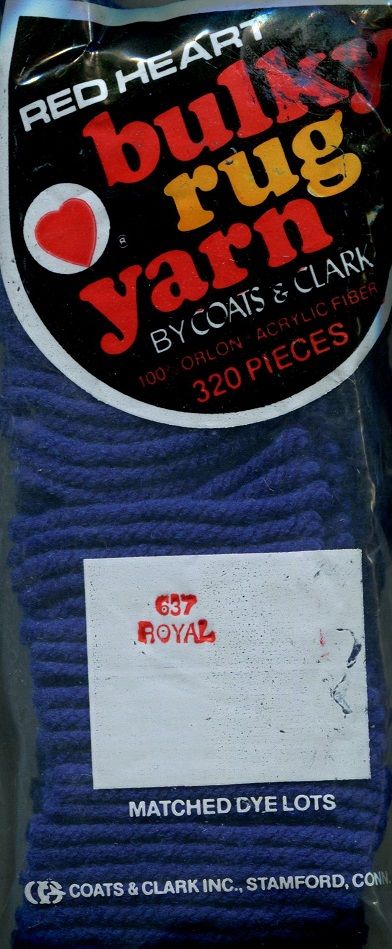 RED HEART
bulky
rug
yarn
®
BY COATS & CLARK
100% ORLON · ACRYLIC FIBER
320 PIECES
637
ROYAL
MATCHED DYE LOTS
COATS & CLARK INC., STAMFORD, CONN.